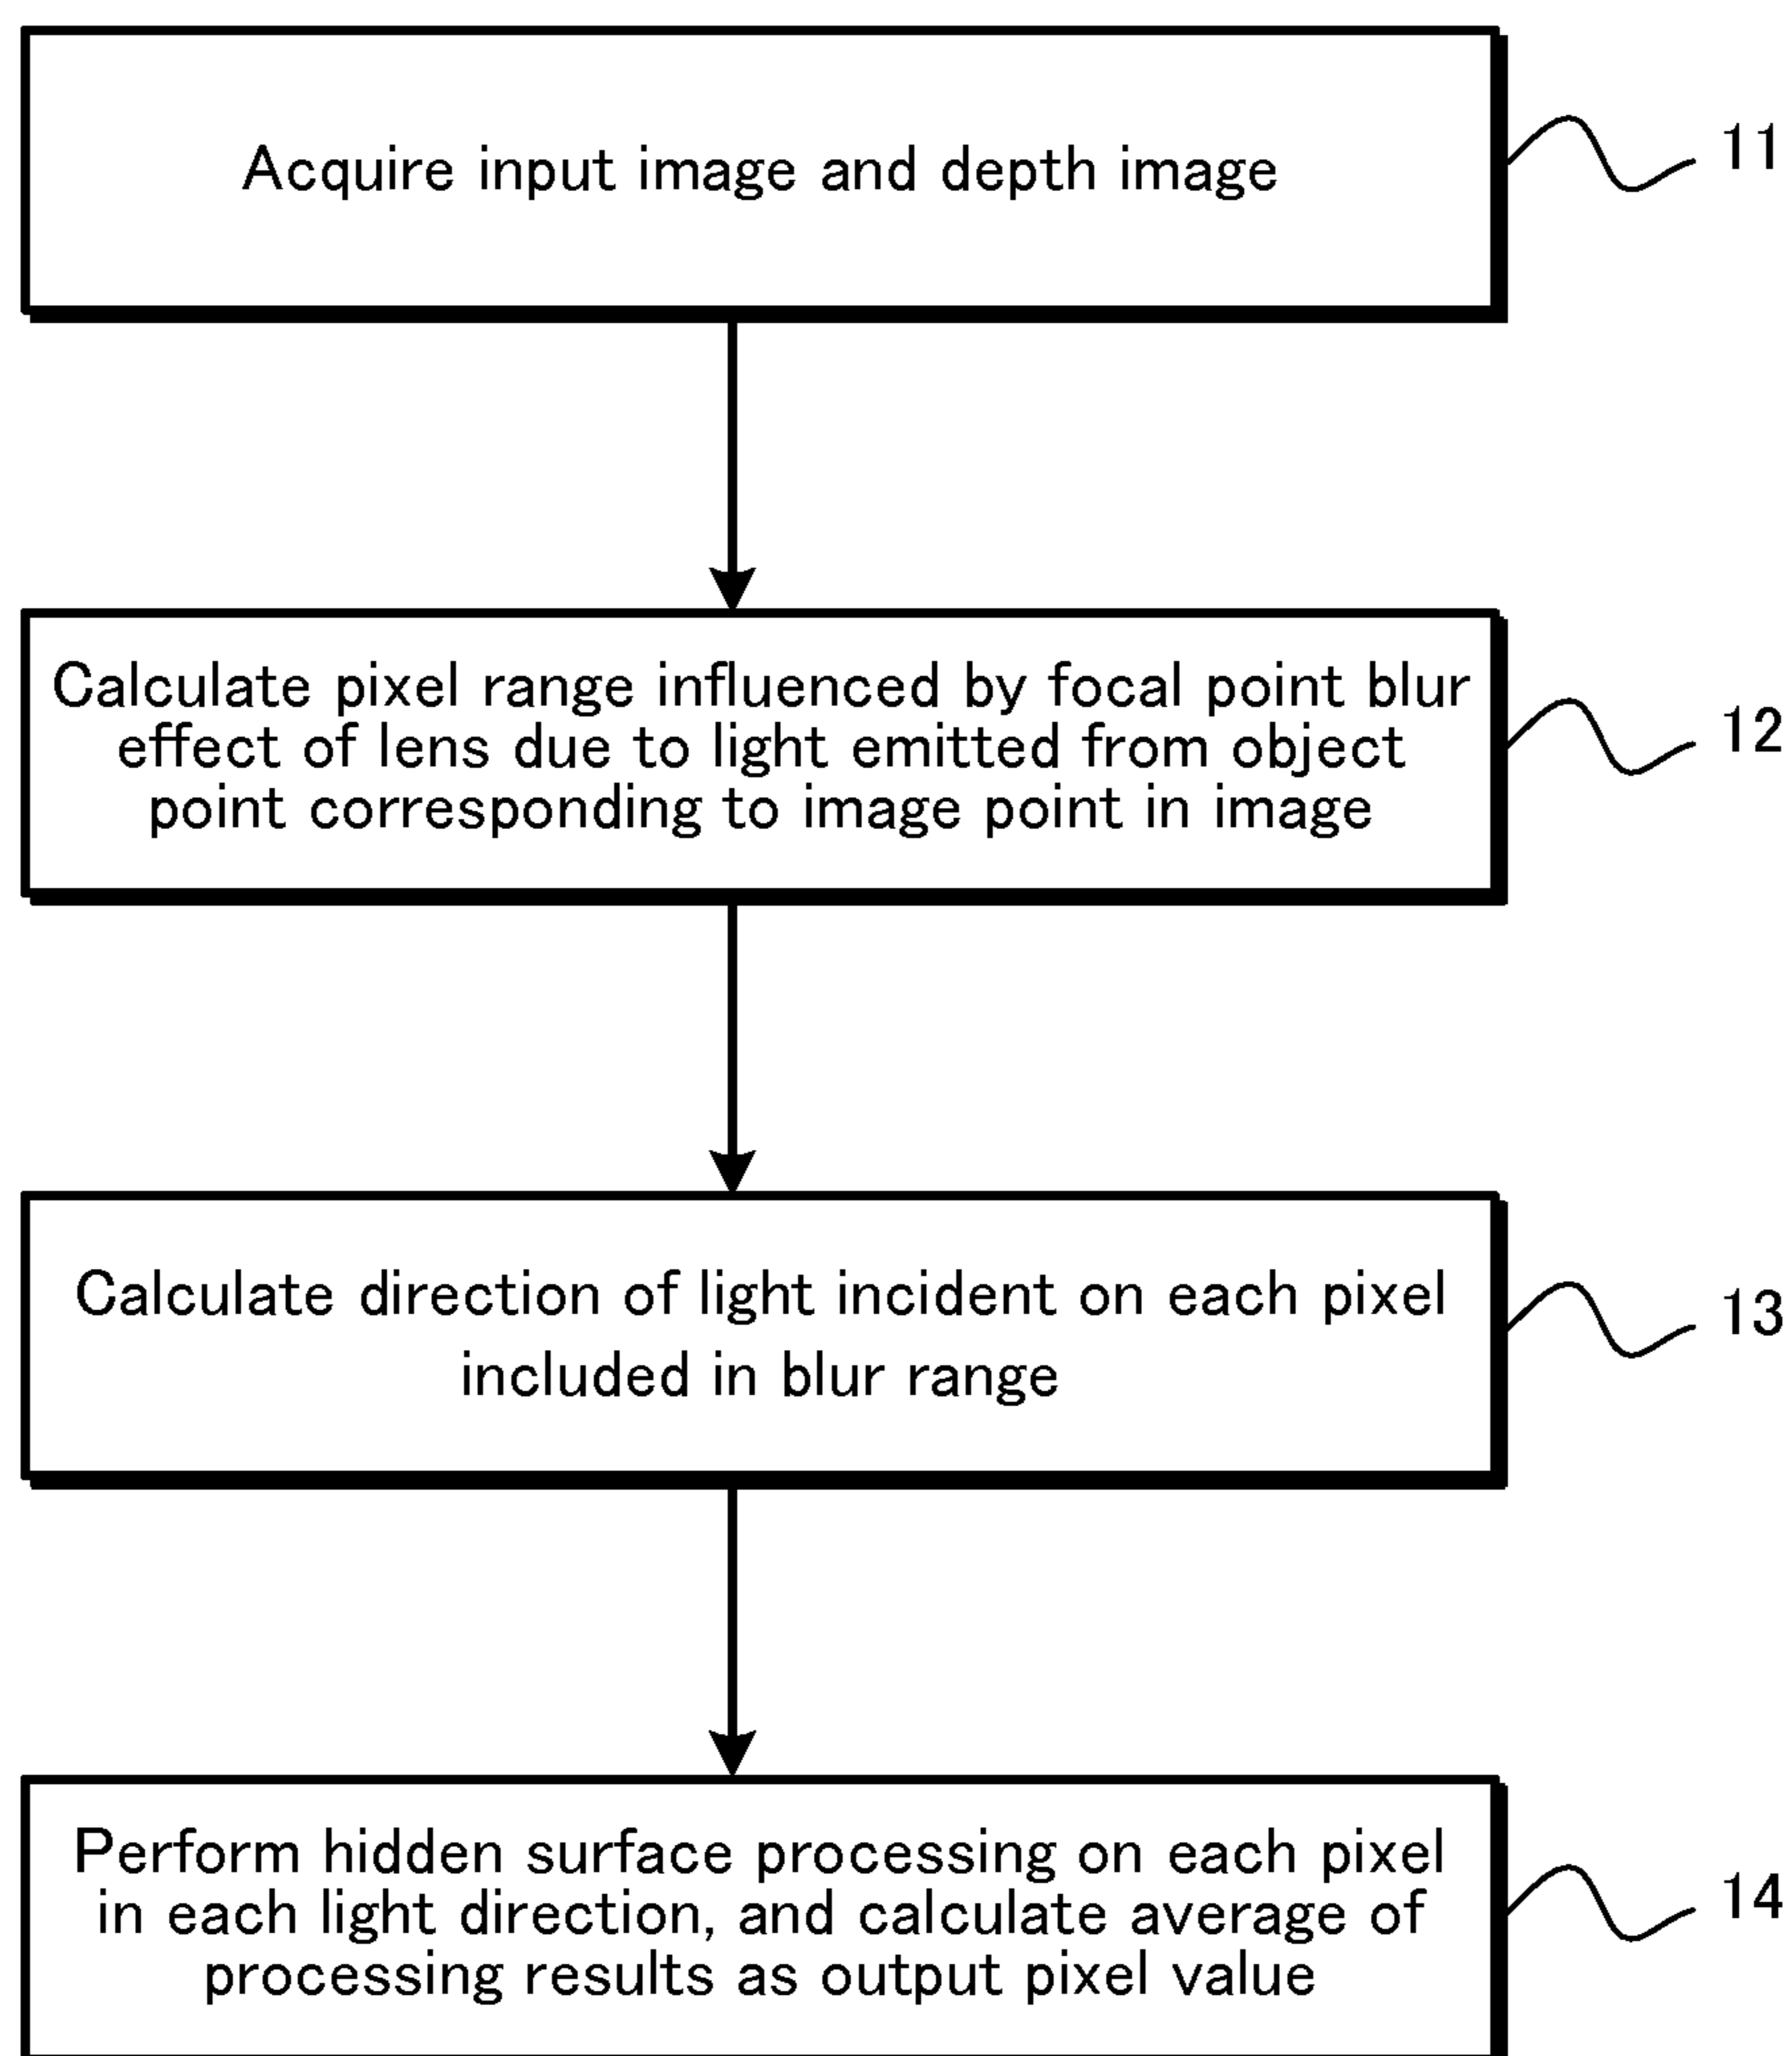 Acquire input image and depth image
11
Calculate pixel range influenced by focal point blur
effect of lens due to light emitted from object
point corresponding to image point in image
12
Calculate direction of light incident on each pixel
included in blur range
13
Perform hidden surface processing on each pixel
in each light direction, and calculate average of
processing results as output pixel value
14